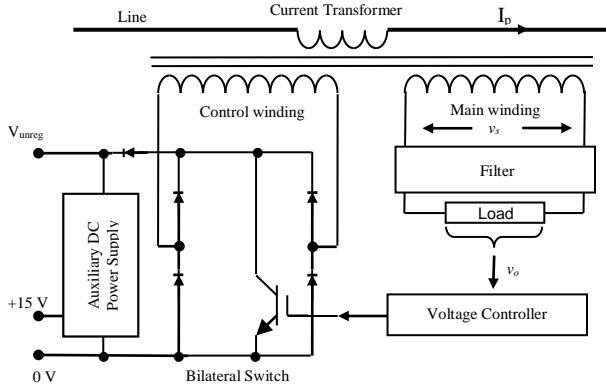 Current Transformer
Line
Ip
Control winding
Main winding
vs
Vunreg
Filter
Load
Auxiliary DC
Power Supply
vo
+15 V
Voltage Controller
0 V
Bilateral Switch